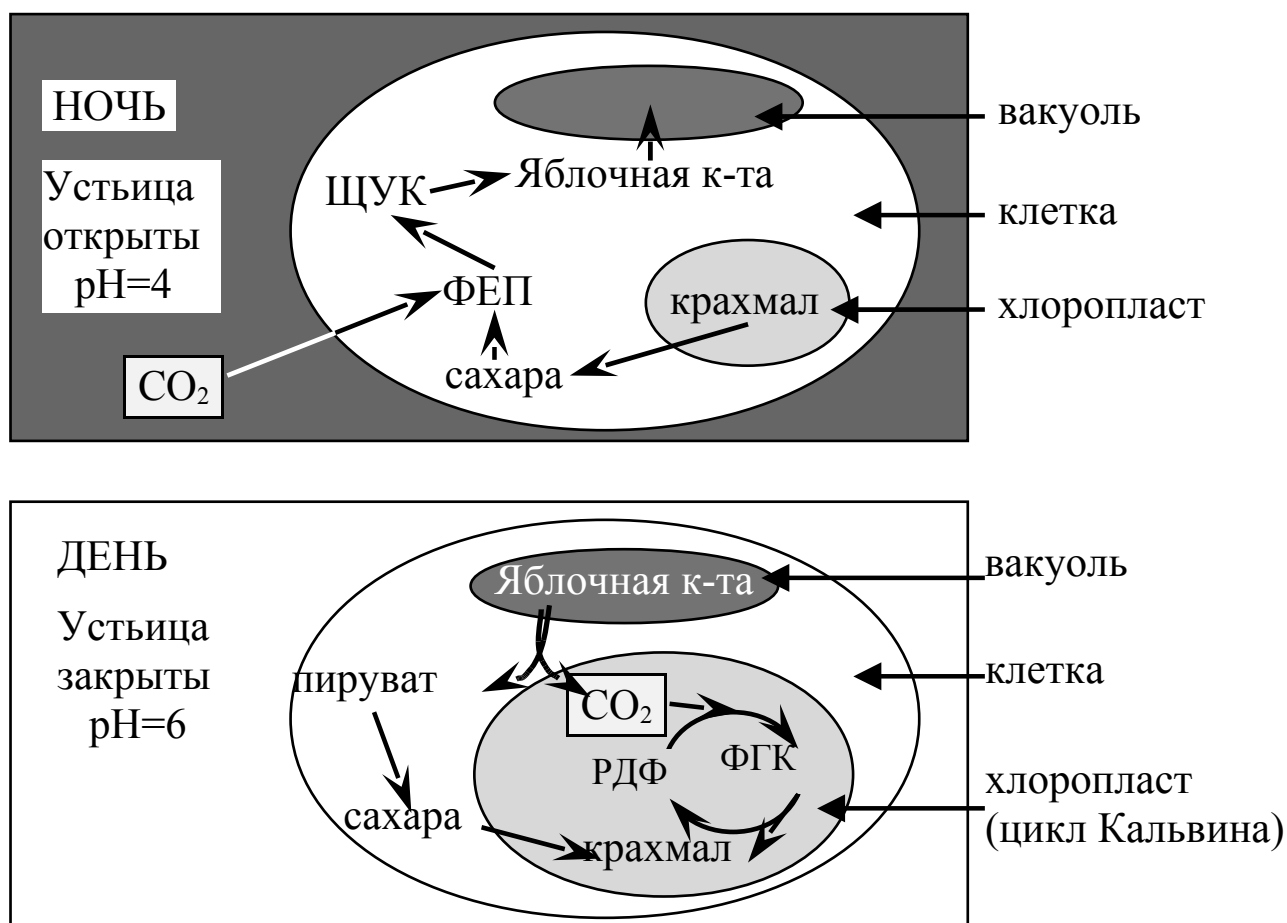 НОЧЬ
Устьица
открыты
pH=4
CO₂
ЩУК
Яблочная к-та
ФЕП
сахара
крахмал
вакуоль
клетка
хлоропласт
ДЕНЬ
Устьица
закрыты
pH=6
Яблочная к-та
пируват
CO₂
РДФ
ФГК
сахара
крахмал
вакуоль
клетка
хлоропласт
(цикл Кальвина)